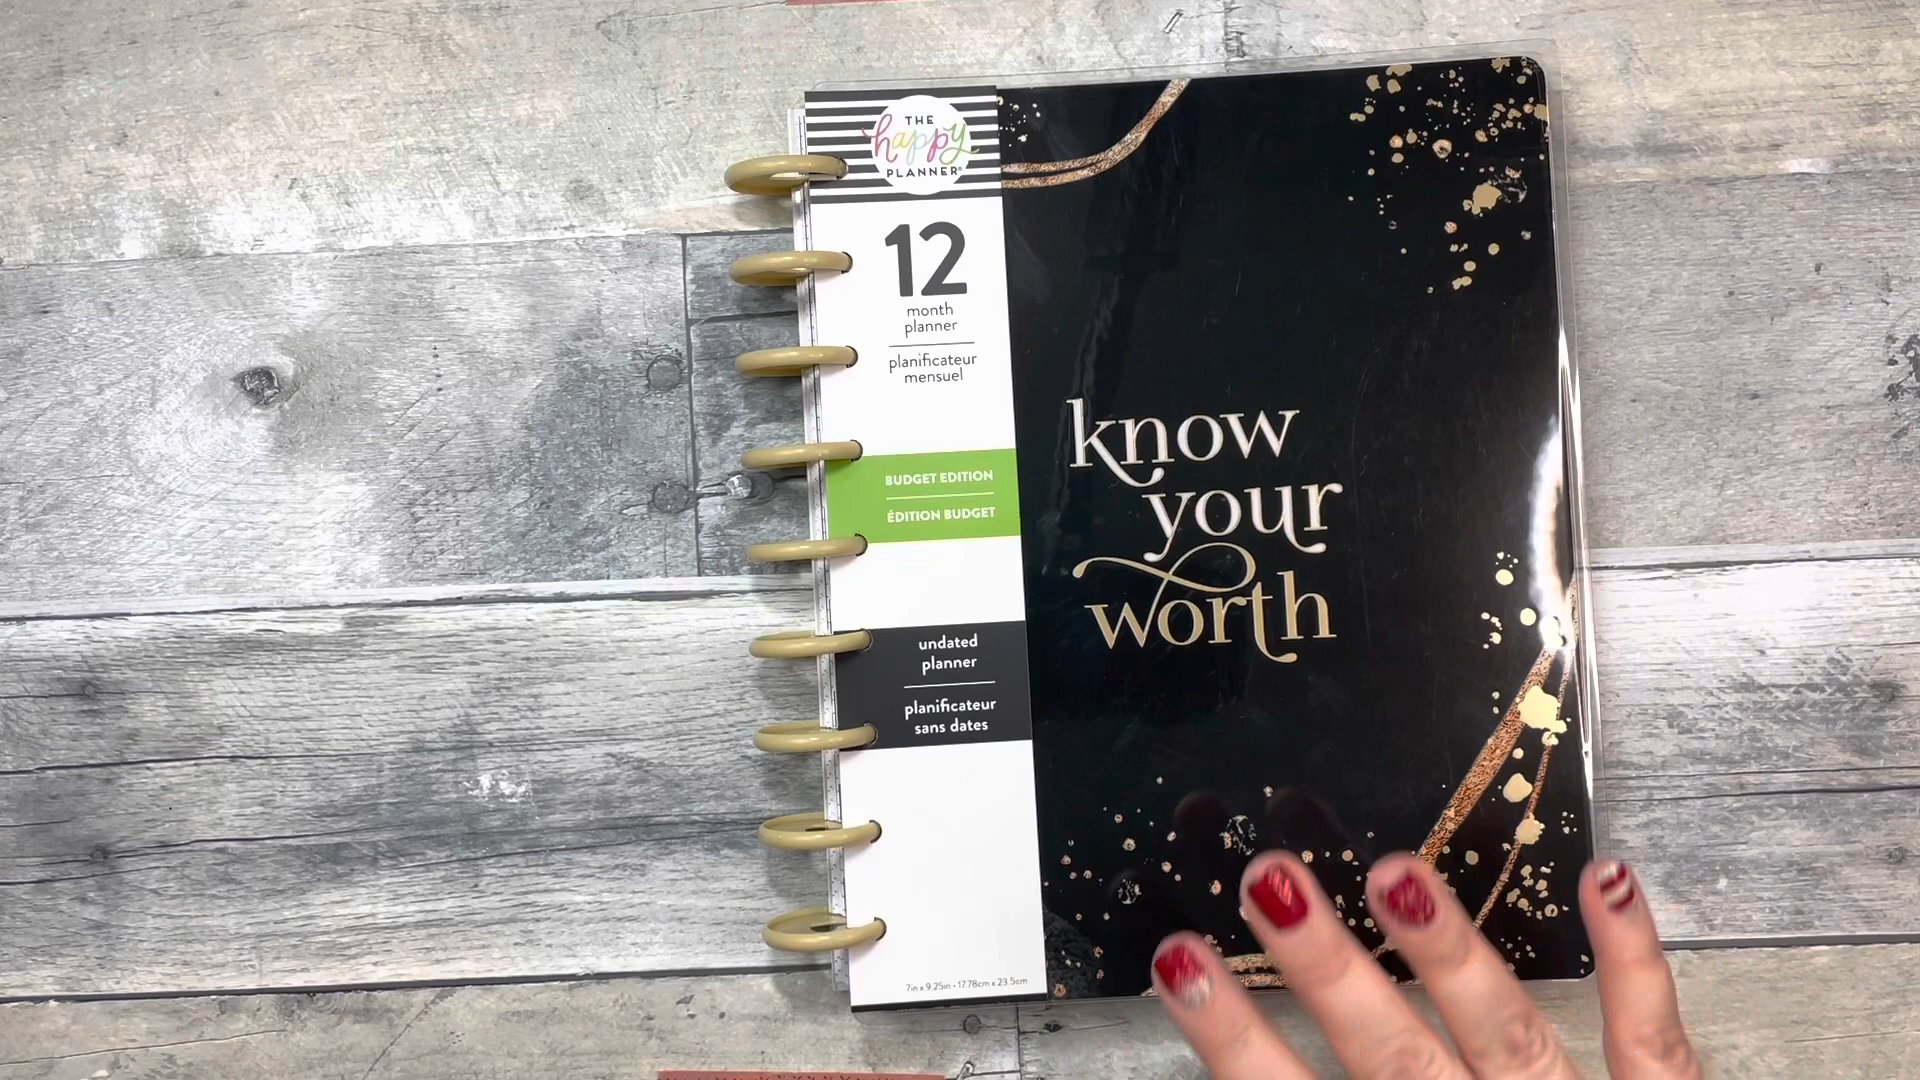 THE
happy
PLANNER®
12
month
planner
planificateur
mensuel
BUDGET EDITION
ÉDITION BUDGET
undated
planner
planificateur
sans dates
7in x 9.25in • 17.78cm x 23.5cm
know
your
worth